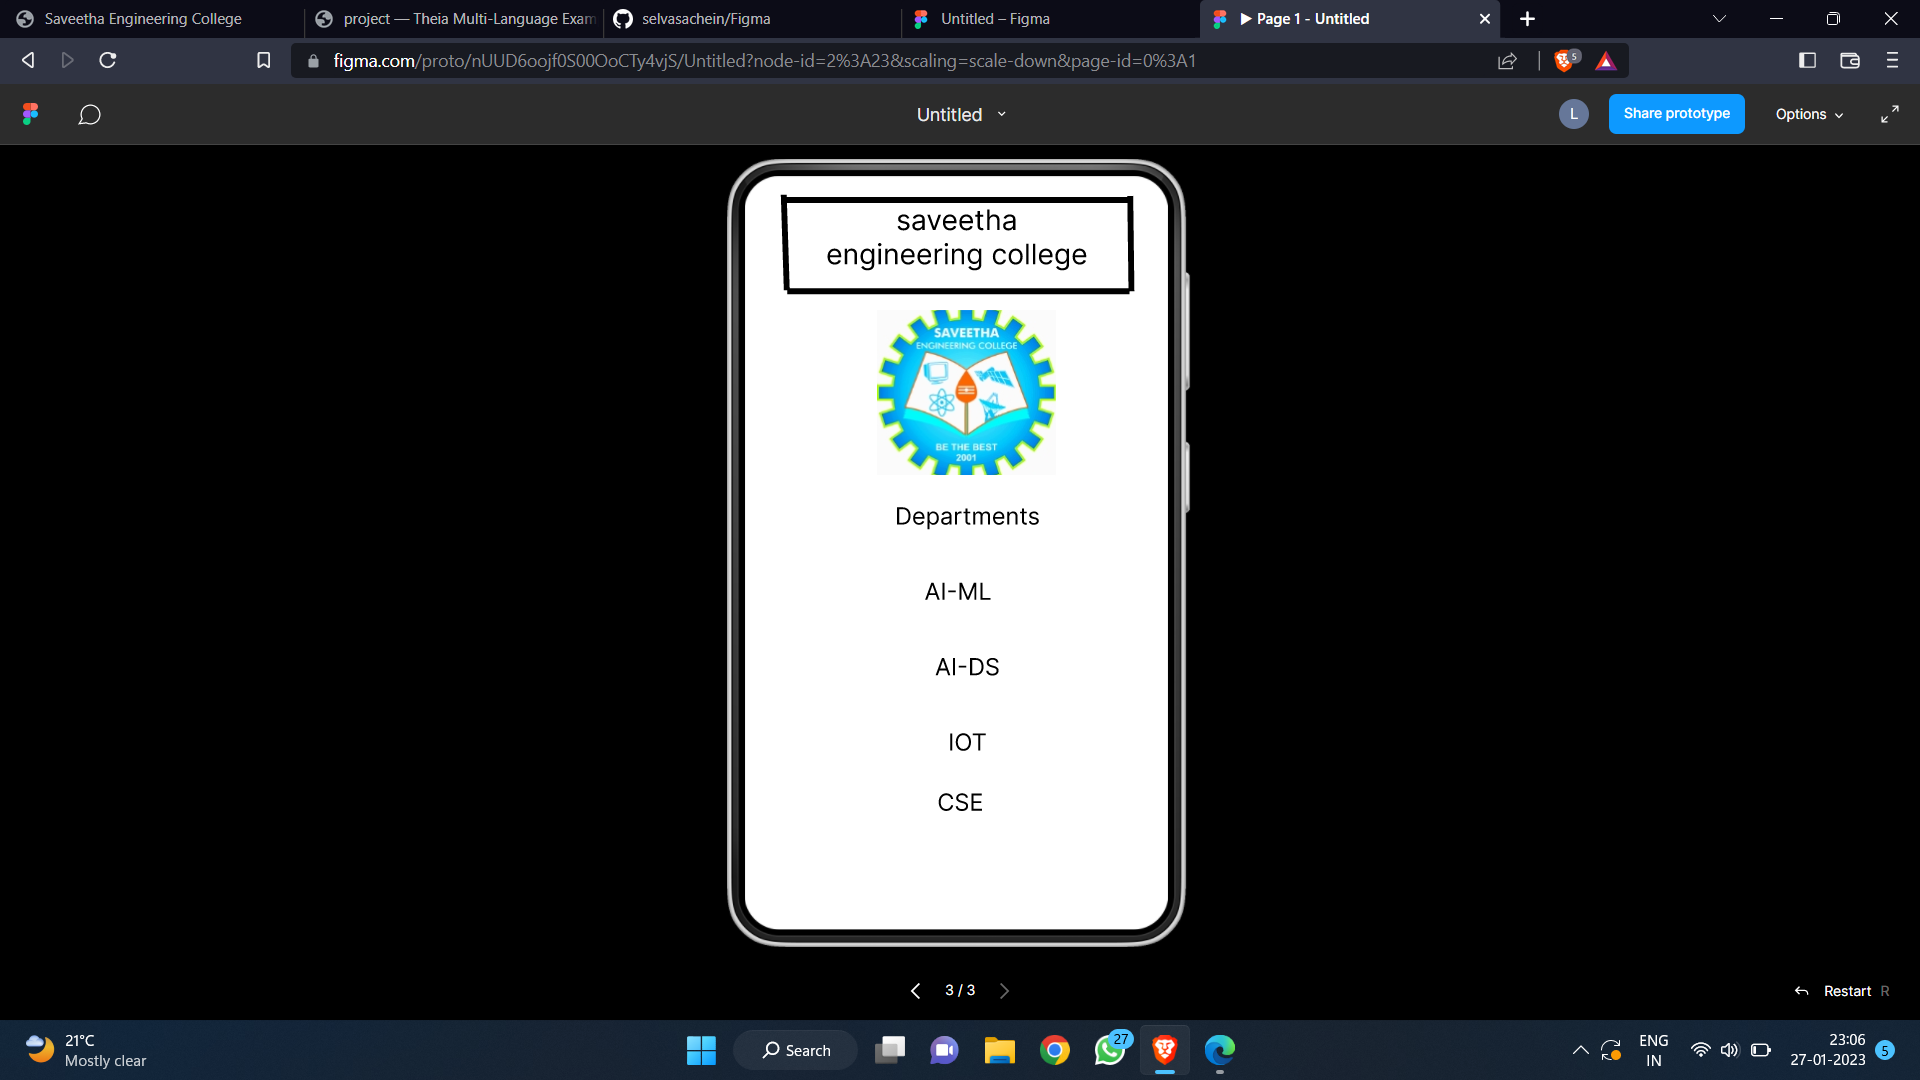 Saveetha Engineering College
project — Theia Multi-Language Exam
selvasachein/Figma
Untitled – Figma
Page 1 - Untitled
figma.com/proto/nUUD6oojf0S00OoCTy4vjS/Untitled?node-id=2%3A23&scaling=scale-down&page-id=0%3A1
5
Untitled
L
Share prototype
Options
saveetha
engineering college
SAVEETHA
ENGINEERING COLLEGE
BE THE BEST
2001
Departments
AI-ML
AI-DS
IOT
CSE
3 / 3
Restart R
21°C
Mostly clear
Search
27
ENG
IN
23:06
27-01-2023
5